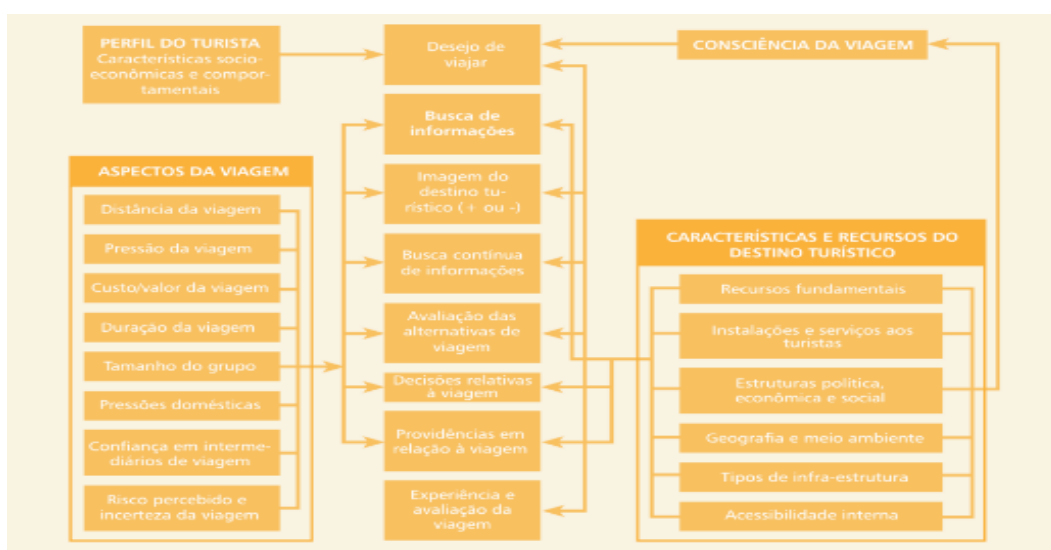 PERFIL DO TURISTA
Características socio-
econômicas e compor-
tamentais
Desejo de
viajar
CONSCIÊNCIA DA VIAGEM
Busca de
informações
ASPECTOS DA VIAGEM
Distância da viagem
Pressão da viagem
Custo/valor da viagem
Duração da viagem
Tamanho do grupo
Pressões domésticas
Confiança em interme-
diários de viagem
Risco percebido e
incerteza da viagem
Imagem do
destino tu-
rístico (+ ou -)
Busca contínua
de informações
Avaliação das
alternativas de
viagem
Decisões relativas
à viagem
Providências em
relação à viagem
Experiência e
avaliação da
viagem
CARACTERÍSTICAS E RECURSOS DO
DESTINO TURÍSTICO
Recursos fundamentais
Instalações e serviços aos
turistas
Estruturas política,
econômica e social
Geografia e meio ambiente
Tipos de infra-estrutura
Acessibilidade interna